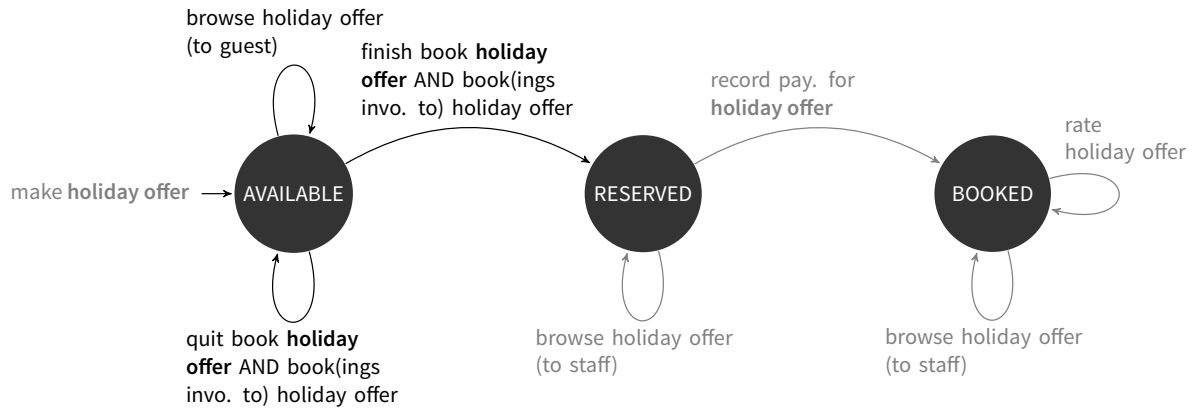 browse holiday offer
(to guest)
finish book holiday
offer AND book(ings
invo. to) holiday offer
record pay. for
holiday offer
rate
holiday offer
make holiday offer
AVAILABLE
RESERVED
BOOKED
quit book holiday
offer AND book(ings
invo. to) holiday offer
browse holiday offer
(to staff)
browse holiday offer
(to staff)